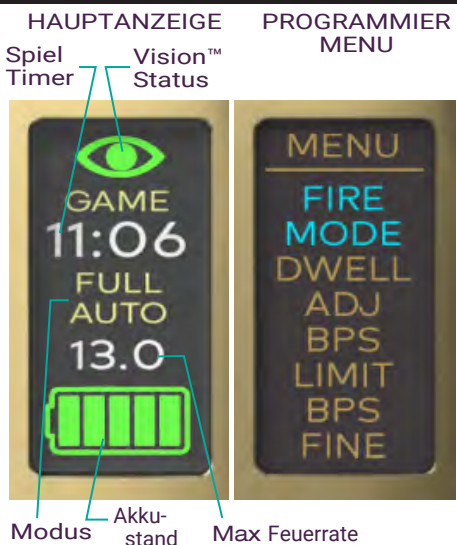 HAUPTANZEIGE
PROGRAMMIER
MENU
Spiel
Timer
Vision™
Status
GAME
11:06
FULL
AUTO
13.0
Modus
Akku-
stand
Max Feuerrate
MENU
FIRE
MODE
DWELL
ADJ
BPS
LIMIT
BPS
FINE